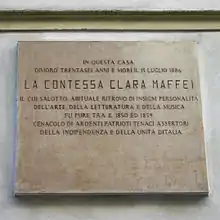 IN QUESTA CASA
DIMORÒ TRENTASEI ANNI E MORÌ IL 13 LUGLIO 1886
LA CONTESSA CLARA MAFFEI
IL CUI SALOTTO, ABITUALE RITROVO DI INSIGNI PERSONALITÀ
DELL'ARTE, DELLA LETTERATURA E DELLA MUSICA
FU PURE TRA IL 1850 ED 1859
CENACOLO DI ARDENTI PATRIOTI TENACI ASSERTORI
DELLA INDIPENDENZA E DELLA UNITÀ D'ITALIA